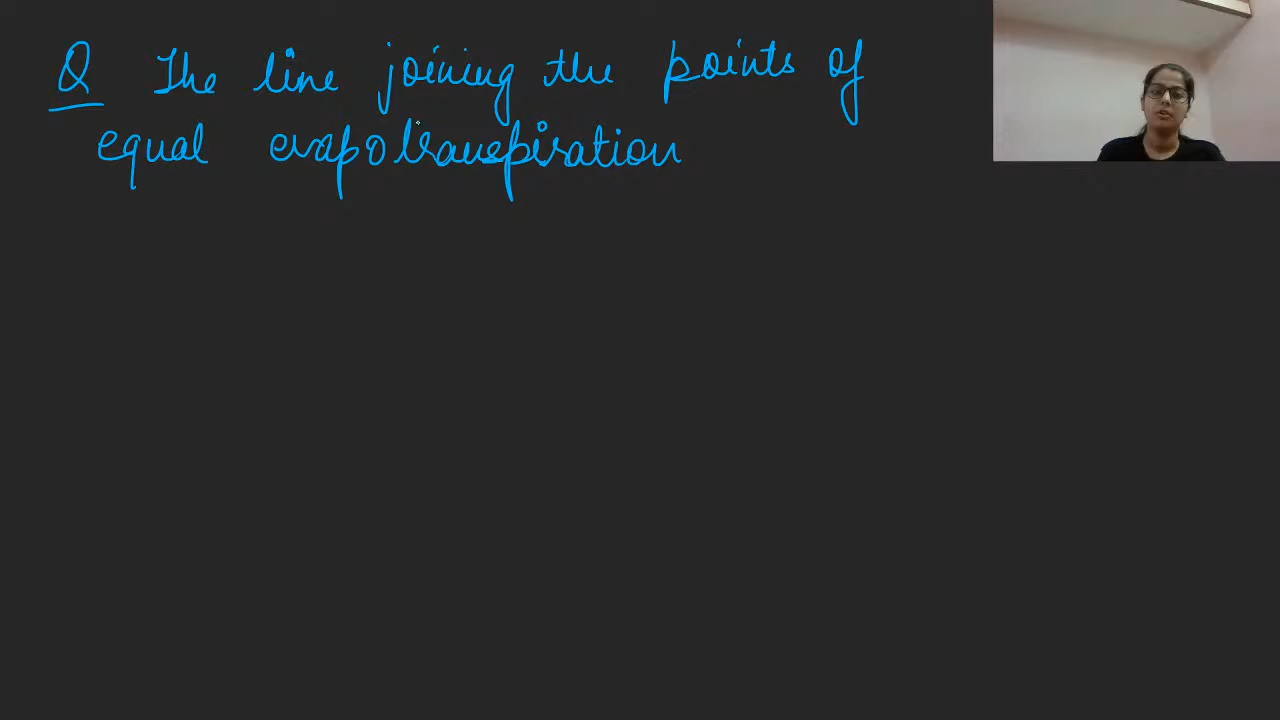 Q The line joining the points of
equal evapotranspiration